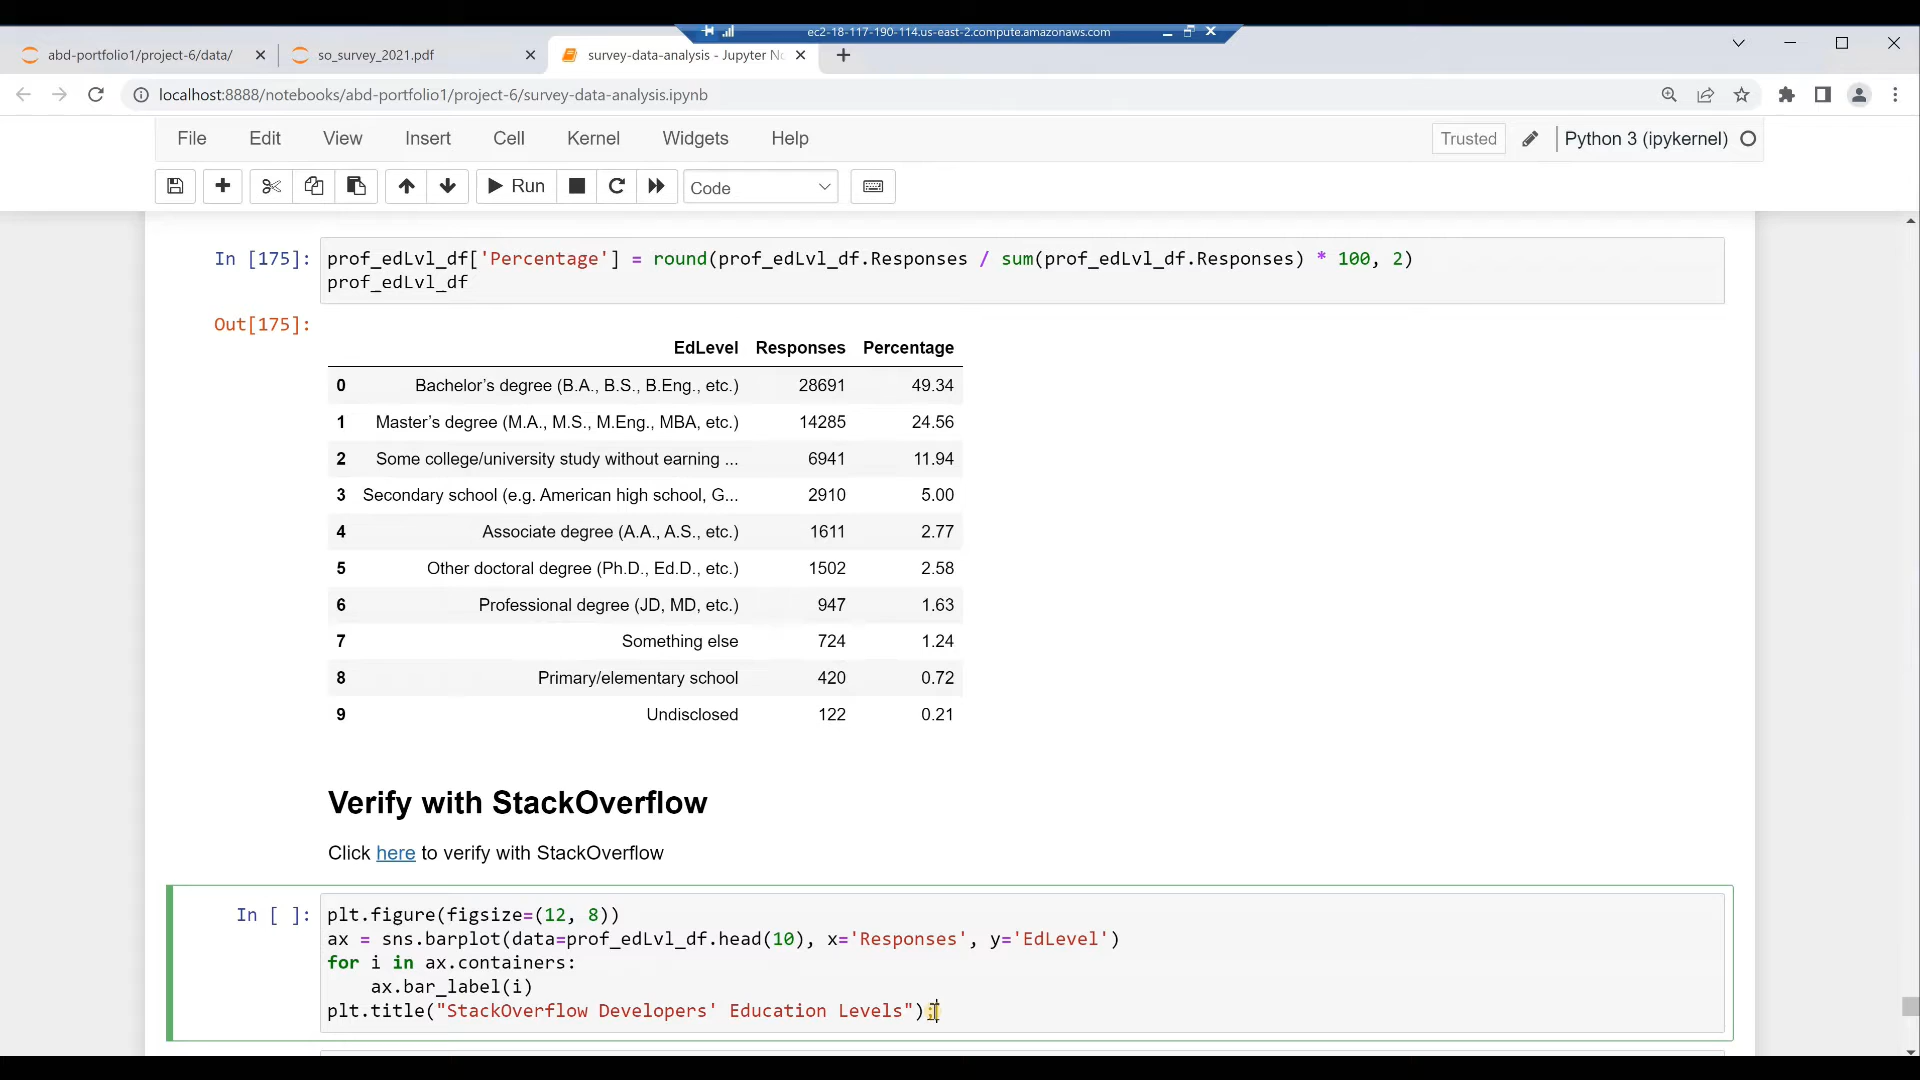 ec2-18-117-190-114.us-east-2.compute.amazonaws.com
abd-portfolio1/project-6/data/
so_survey_2021.pdf
survey-data-analysis - Jupyter No
localhost:8888/notebooks/abd-portfolio1/project-6/survey-data-analysis.ipynb
File Edit View Insert Cell Kernel Widgets Help
Trusted
Python 3 (ipykernel)
Run
Code
In [175]: prof_edLvl_df['Percentage'] = round(prof_edLvl_df.Responses / sum(prof_edLvl_df.Responses) * 100, 2)
prof_edLvl_df
Out[175]:
EdLevel Responses Percentage
0 Bachelor’s degree (B.A., B.S., B.Eng., etc.) 28691 49.34
1 Master’s degree (M.A., M.S., M.Eng., MBA, etc.) 14285 24.56
2 Some college/university study without earning ... 6941 11.94
3 Secondary school (e.g. American high school, G... 2910 5.00
4 Associate degree (A.A., A.S., etc.) 1611 2.77
5 Other doctoral degree (Ph.D., Ed.D., etc.) 1502 2.58
6 Professional degree (JD, MD, etc.) 947 1.63
7 Something else 724 1.24
8 Primary/elementary school 420 0.72
9 Undisclosed 122 0.21
Verify with StackOverflow
Click here to verify with StackOverflow
In [ ]: plt.figure(figsize=(12, 8))
ax = sns.barplot(data=prof_edLvl_df.head(10), x='Responses', y='EdLevel')
for i in ax.containers:
    ax.bar_label(i)
plt.title("StackOverflow Developers' Education Levels");